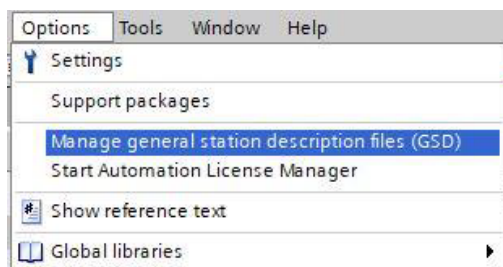 Options Tools Window Help
Settings
Support packages
Manage general station description files (GSD)
Start Automation License Manager
Show reference text
Global libraries